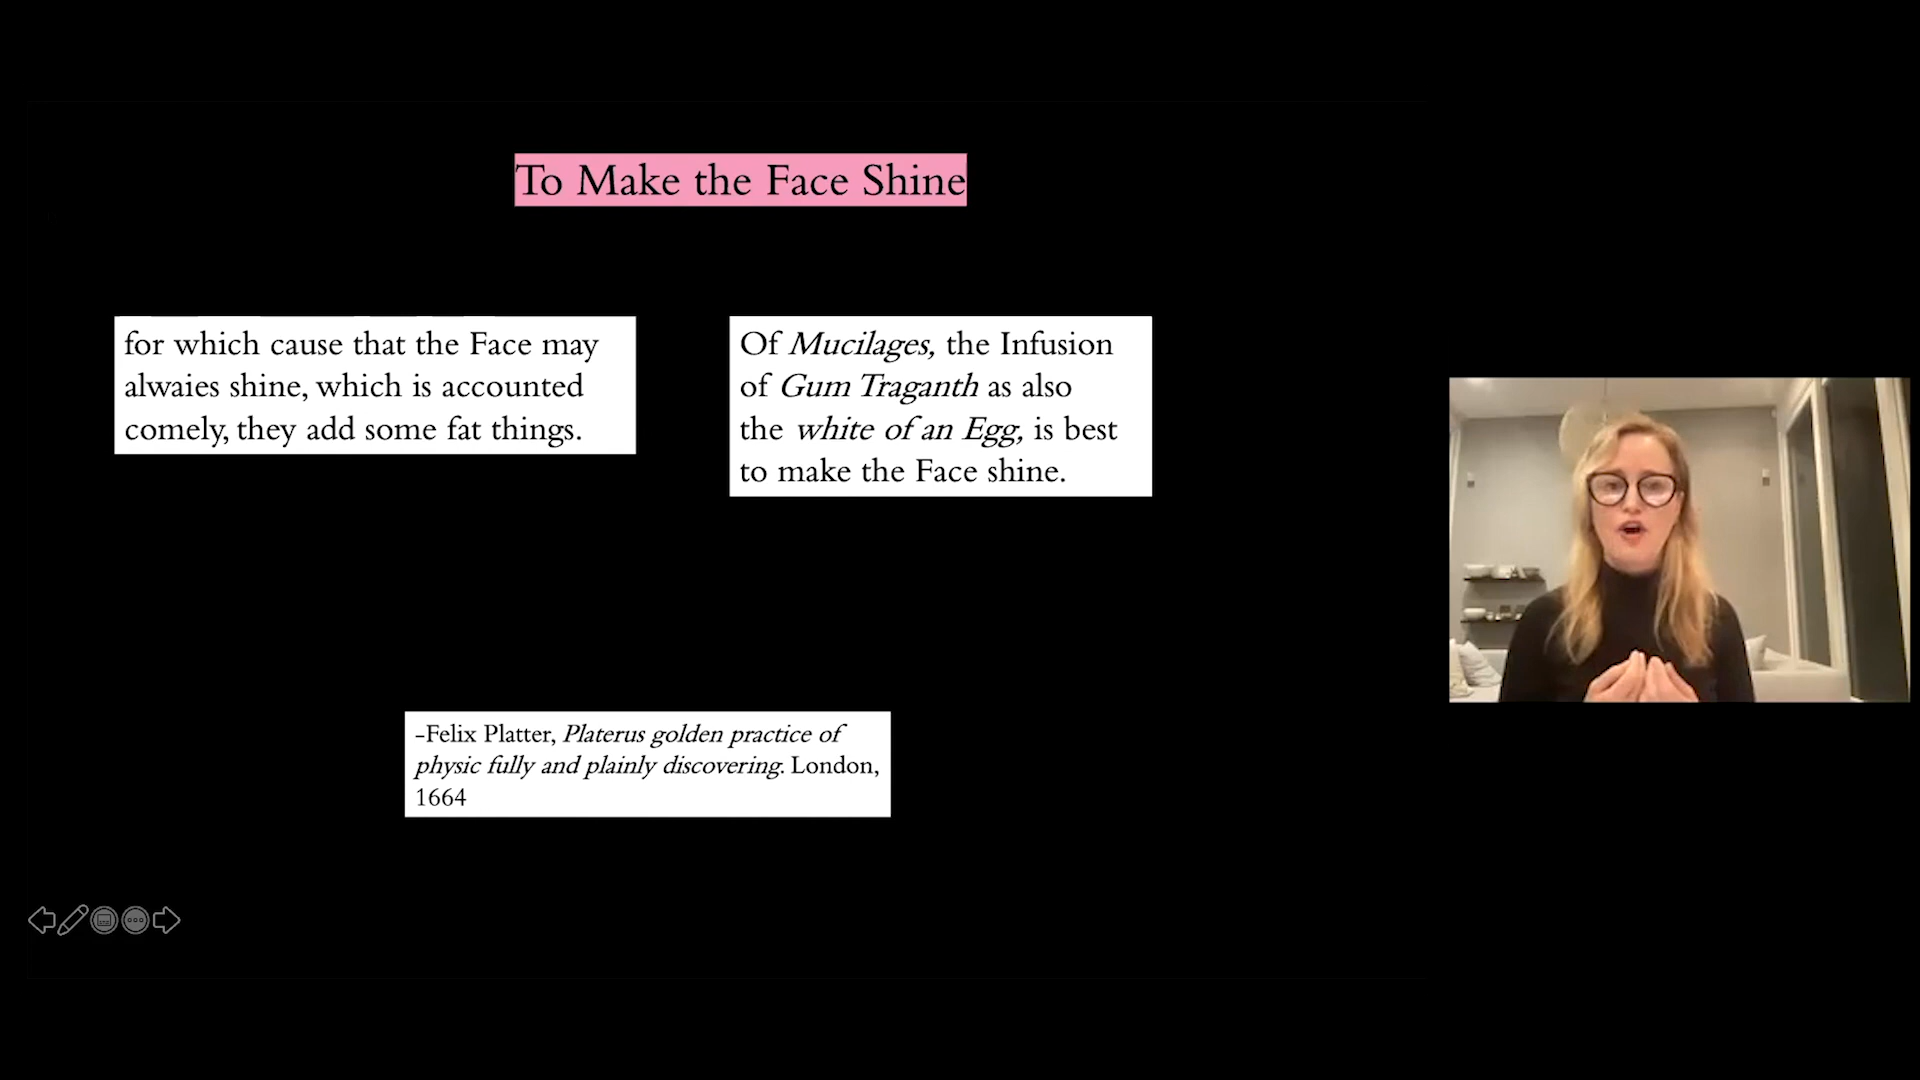 To Make the Face Shine
for which cause that the Face may
alwaies shine, which is accounted
comely, they add some fat things.
Of Mucilages, the Infusion
of Gum Traganth as also
the white of an Egg, is best
to make the Face shine.
-Felix Platter, Platerus golden practice of
physic fully and plainly discovering. London,
1664